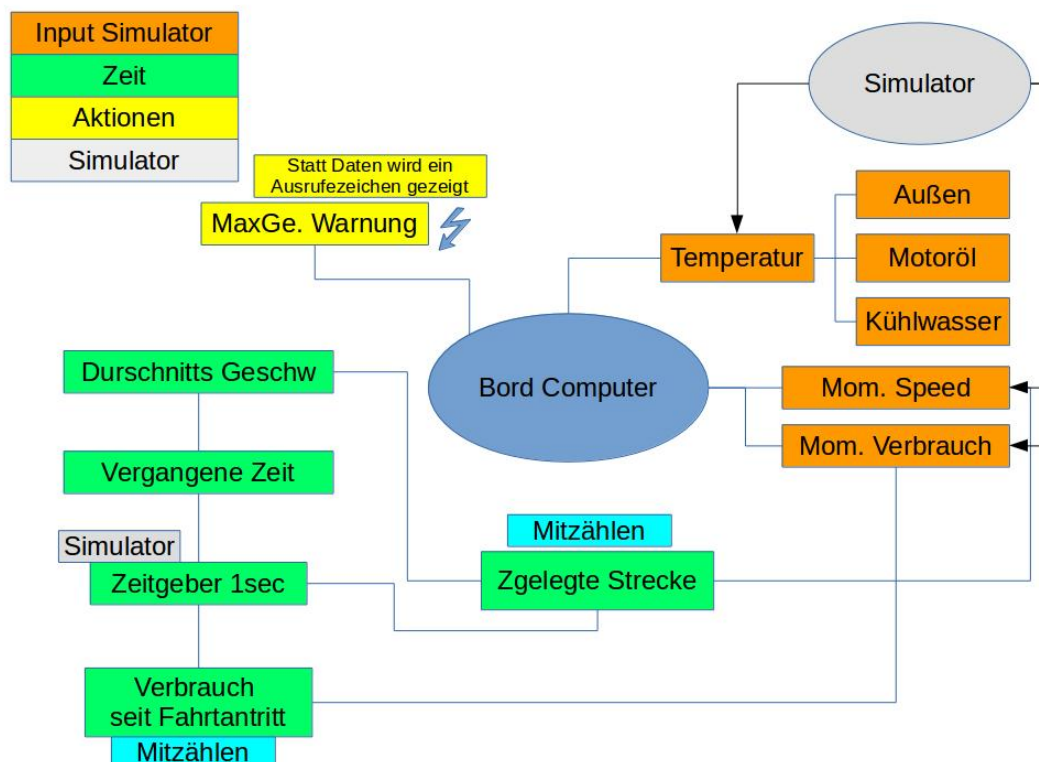 Input Simulator
Zeit
Aktionen
Simulator
Simulator
Statt Daten wird ein
Ausrufezeichen gezeigt
MaxGe. Warnung
Außen
Temperatur
Motoröl
Kühlwasser
Durschnitts Geschw
Bord Computer
Mom. Speed
Mom. Verbrauch
Vergangene Zeit
Simulator
Zeitgeber 1sec
Mitzählen
Zgelegte Strecke
Verbrauch
seit Fahrtantritt
Mitzählen